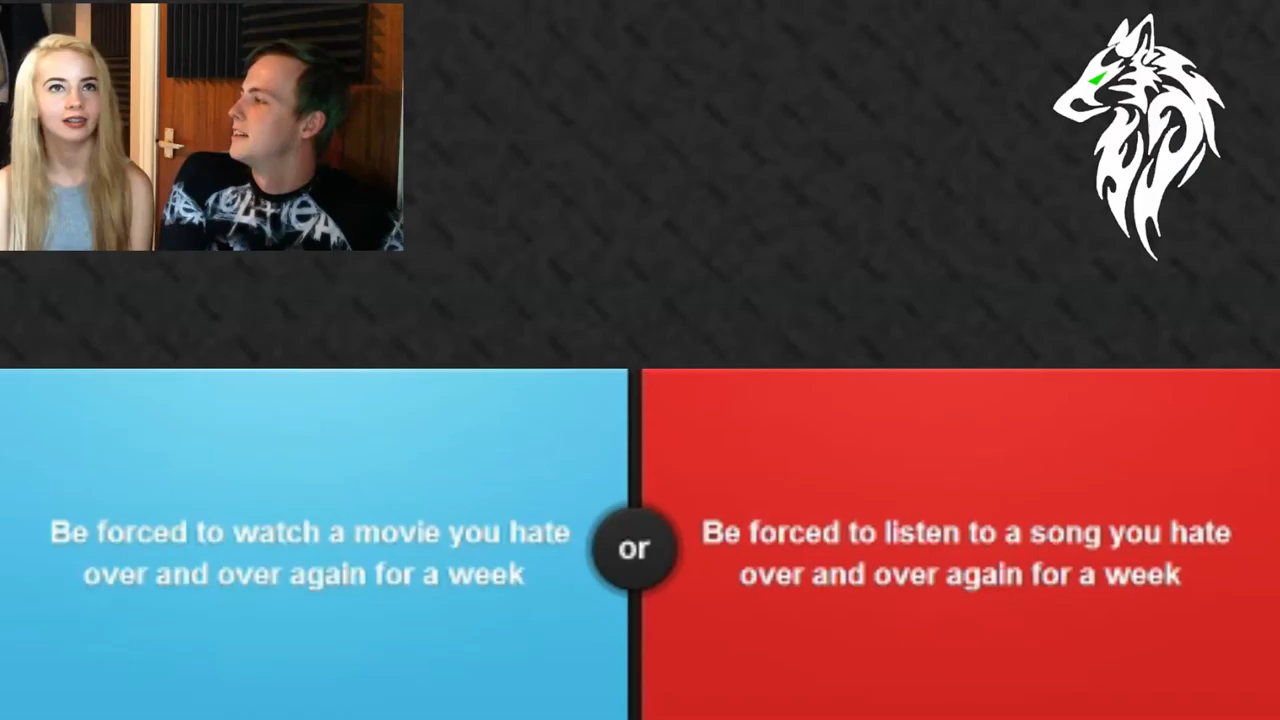 Be forced to watch a movie you hate
over and over again for a week
or
Be forced to listen to a song you hate
over and over again for a week